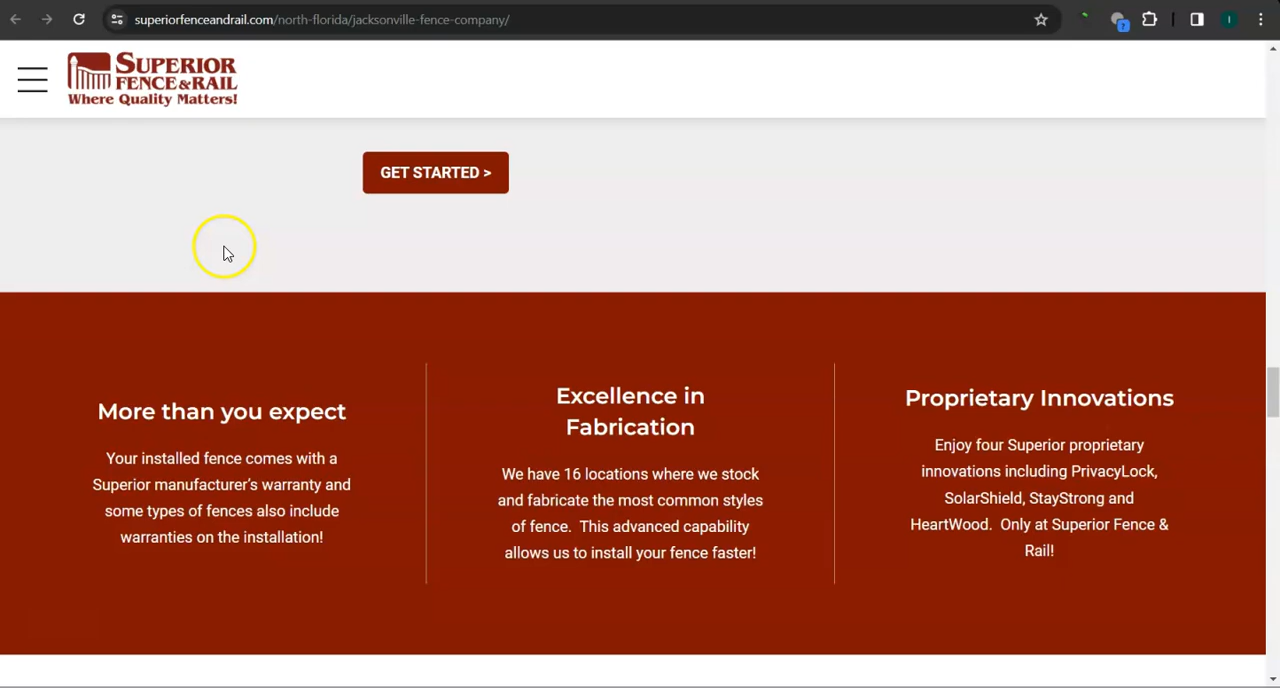 superiorfenceandrail.com/north-florida/jacksonville-fence-company/
7
I
SUPERIOR
FENCE&RAIL
Where Quality Matters!
GET STARTED >
More than you expect
Your installed fence comes with a
Superior manufacturer's warranty and
some types of fences also include
warranties on the installation!
Excellence in
Fabrication
We have 16 locations where we stock
and fabricate the most common styles
of fence.  This advanced capability
allows us to install your fence faster!
Proprietary Innovations
Enjoy four Superior proprietary
innovations including PrivacyLock,
SolarShield, StayStrong and
HeartWood.  Only at Superior Fence &
Rail!